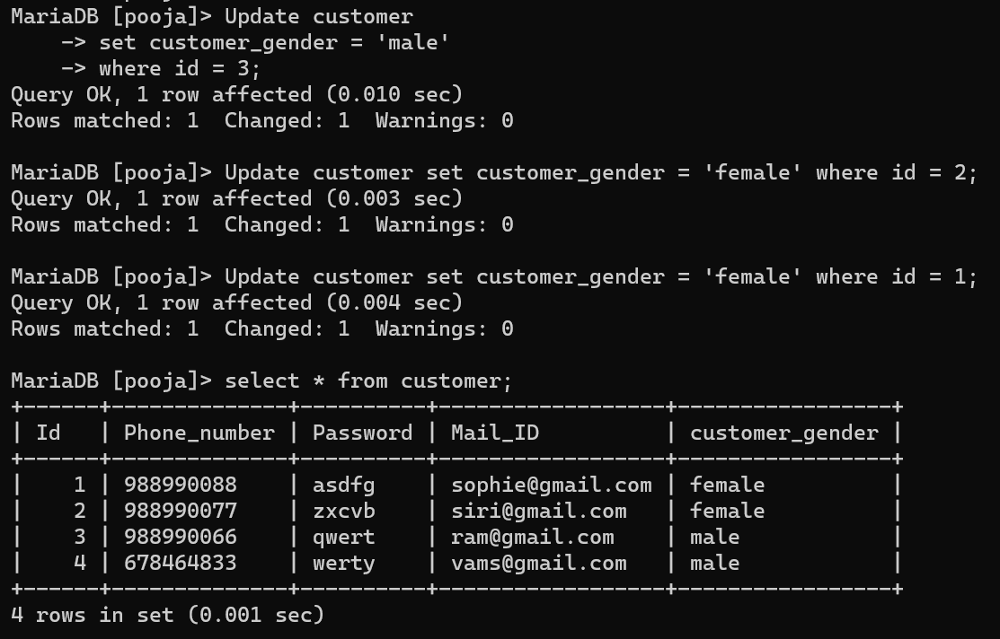 MariaDB [pooja]> Update customer
    -> set customer_gender = 'male'
    -> where id = 3;
Query OK, 1 row affected (0.010 sec)
Rows matched: 1  Changed: 1  Warnings: 0

MariaDB [pooja]> Update customer set customer_gender = 'female' where id = 2;
Query OK, 1 row affected (0.003 sec)
Rows matched: 1  Changed: 1  Warnings: 0

MariaDB [pooja]> Update customer set customer_gender = 'female' where id = 1;
Query OK, 1 row affected (0.004 sec)
Rows matched: 1  Changed: 1  Warnings: 0

MariaDB [pooja]> select * from customer;
+------+--------------+----------+------------------+-----------------+
| Id   | Phone_number | Password | Mail_ID          | customer_gender |
+------+--------------+----------+------------------+-----------------+
|    1 | 988990088    | asdfg    | sophie@gmail.com | female          |
|    2 | 988990077    | zxcvb    | siri@gmail.com   | female          |
|    3 | 988990066    | qwert    | ram@gmail.com    | male            |
|    4 | 678464833    | werty    | vams@gmail.com   | male            |
+------+--------------+----------+------------------+-----------------+
4 rows in set (0.001 sec)